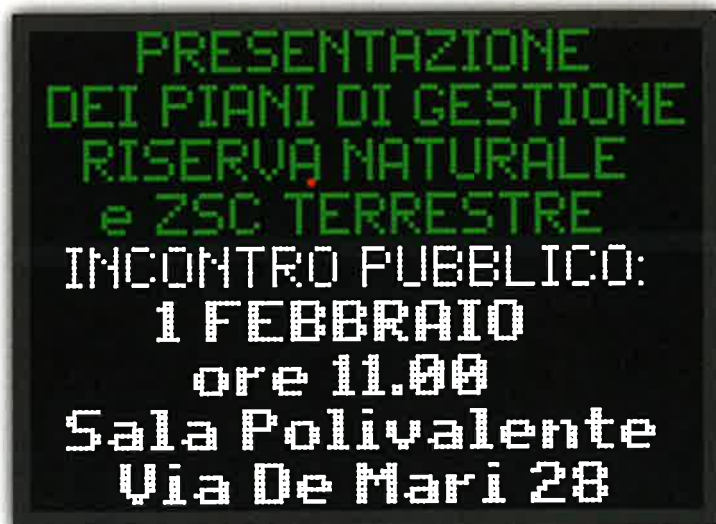 PRESENTAZIONE
DEI PIANI DI GESTIONE
RISERVA NATURALE
e ZSC TERRESTRE
INCONTRO PUBBLICO:
1 FEBBRAIO
ore 11.00
Sala Polivalente
Via De Mari 28